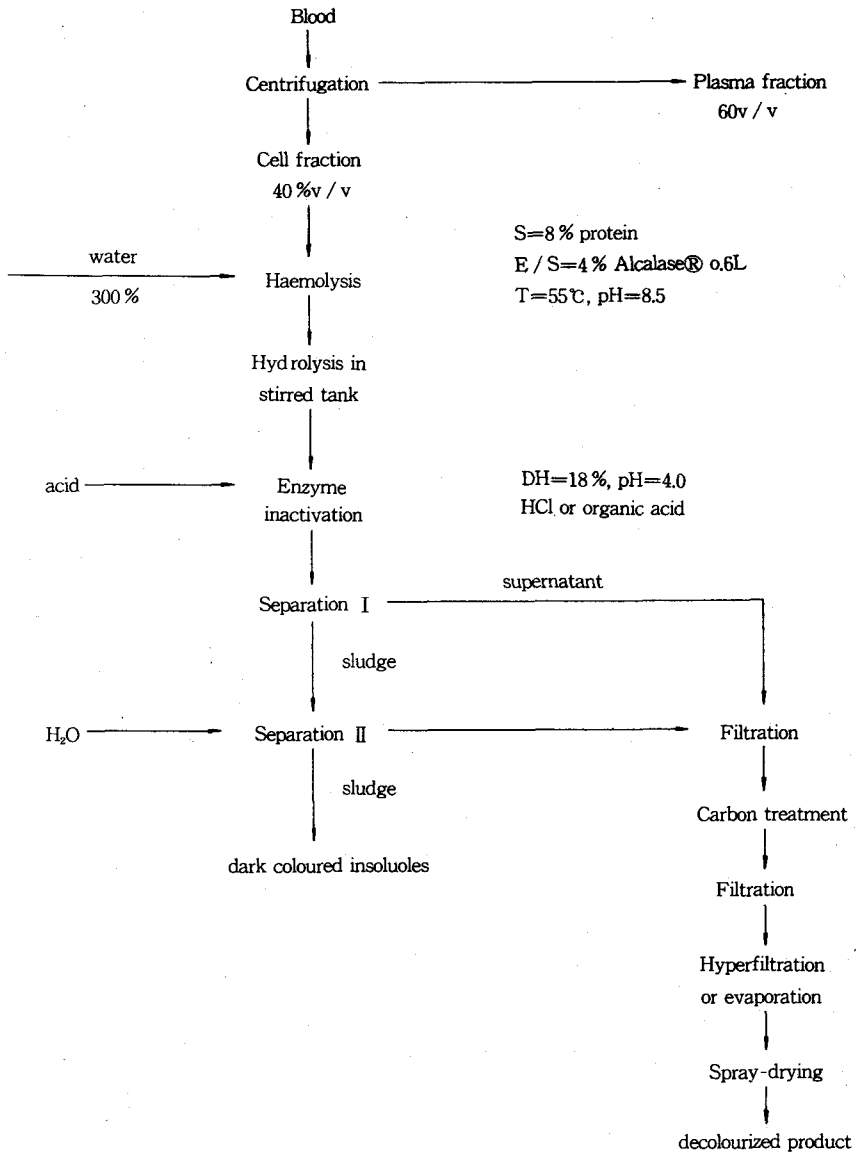 Blood
Centrifugation
Plasma fraction
60v / v
Cell fraction
40%v / v
water
300%
Haemolysis
S=8% protein
E / S=4% Alcalase® o.6L
T=55℃, pH=8.5
Hydrolysis in
stirred tank
acid
Enzyme
inactivation
DH=18%, pH=4.0
HCl or organic acid
Separation Ⅰ
supernatant
sludge
H₂O
Separation Ⅱ
Filtration
sludge
Carbon treatment
dark coloured insoluoles
Filtration
Hyperfiltration
or evaporation
Spray-drying
decolourized product